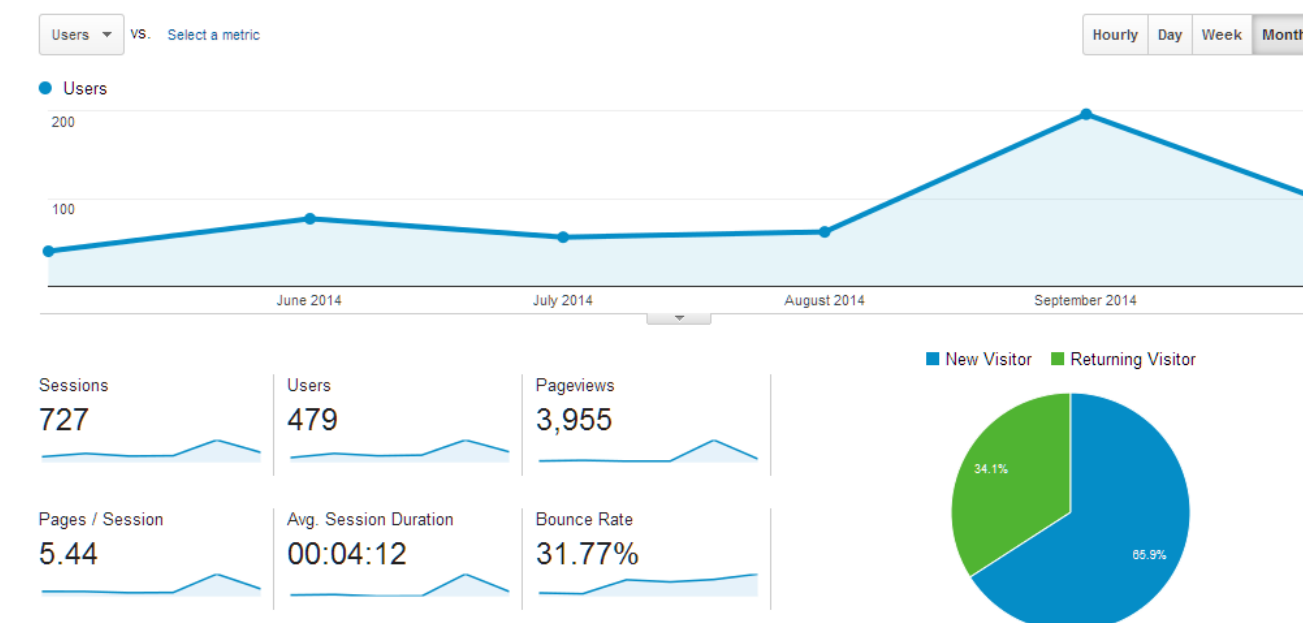 Users vs. Select a metric
Hourly Day Week Month
Users
200
100
June 2014 July 2014 August 2014 September 2014
New Visitor Returning Visitor
Sessions Users Pageviews
727 479 3,955
34.1%
Pages / Session Avg. Session Duration Bounce Rate
5.44 00:04:12 31.77%
65.9%